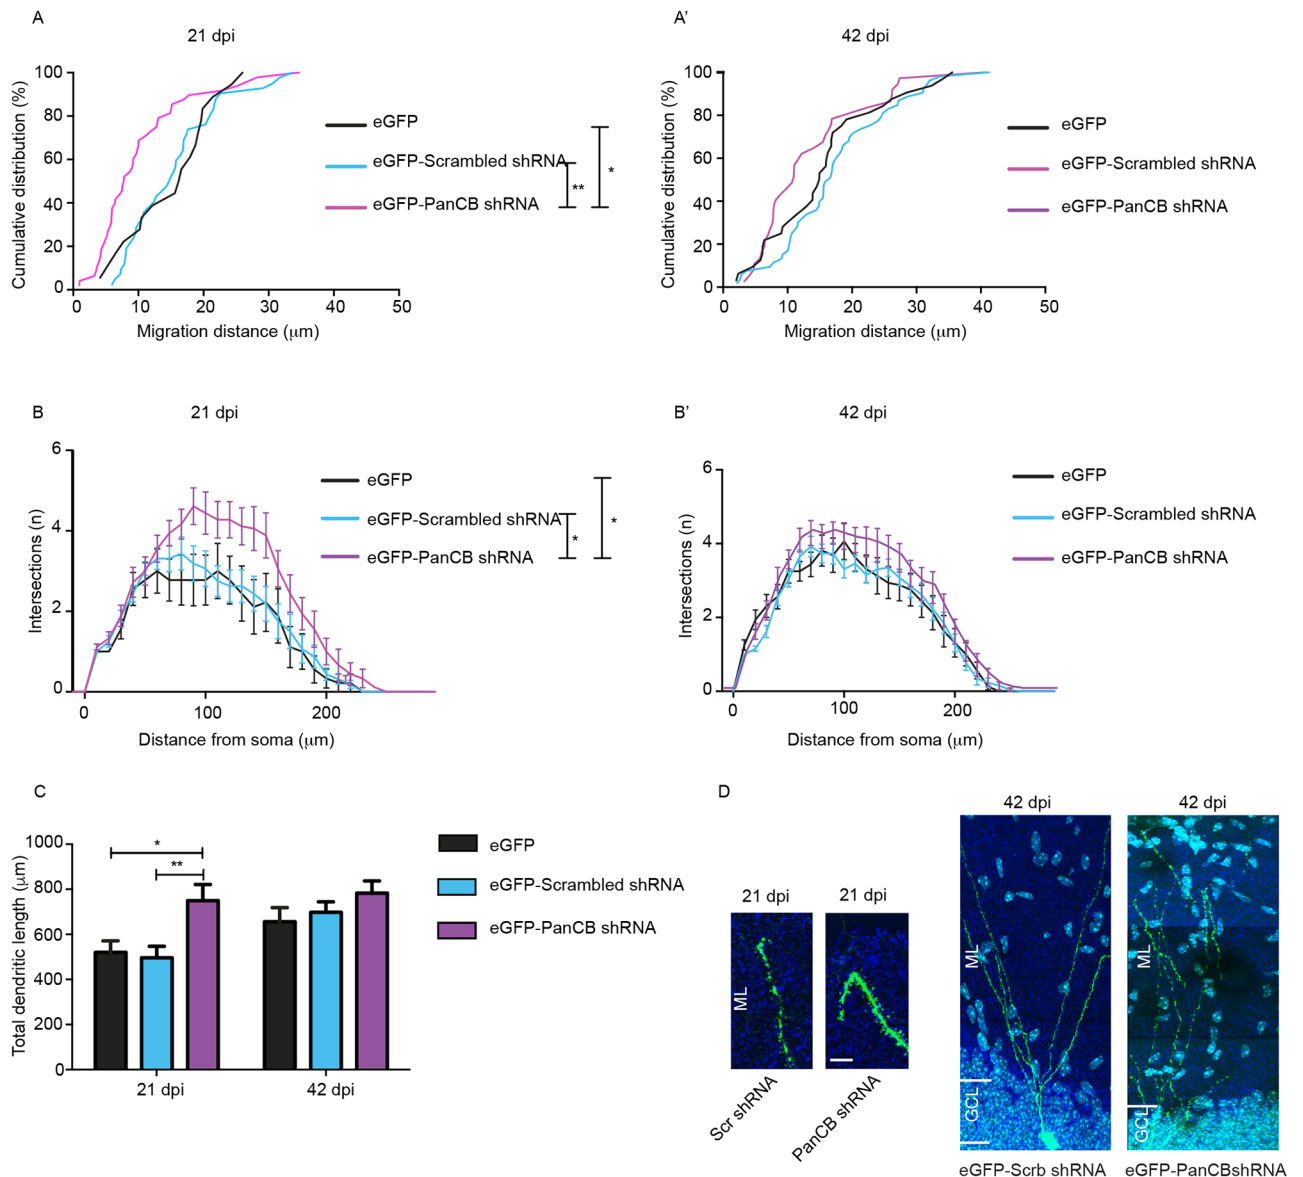 A
21 dpi
Cumulative distribution (%)
100
80
60
40
20
0
0 10 20 30 40 50
Migration distance (μm)
eGFP
eGFP-Scrambled shRNA
eGFP-PanCB shRNA
**
*
A'
42 dpi
Cumulative distribution (%)
100
80
60
40
20
0
0 10 20 30 40 50
Migration distance (μm)
eGFP
eGFP-Scrambled shRNA
eGFP-PanCB shRNA
B
21 dpi
Intersections (n)
6
4
2
0
0 100 200
Distance from soma (μm)
eGFP
eGFP-Scrambled shRNA
eGFP-PanCB shRNA
*
*
B'
42 dpi
Intersections (n)
6
4
2
0
0 100 200
Distance from soma (μm)
eGFP
eGFP-Scrambled shRNA
eGFP-PanCB shRNA
C
Total dendritic length (μm)
1000
800
600
400
200
0
*
**
21 dpi 42 dpi
eGFP
eGFP-Scrambled shRNA
eGFP-PanCB shRNA
D
21 dpi 21 dpi
ML
Scr shRNA
PanCB shRNA
42 dpi 42 dpi
ML
GCL
ML
GCL
eGFP-Scrb shRNA
eGFP-PanCBshRNA